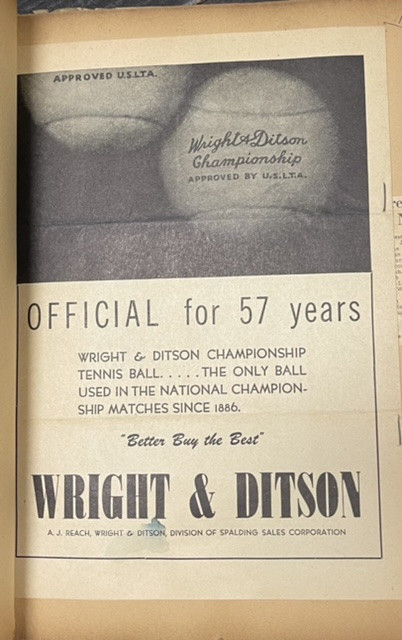 APPROVED U.S.L.T.A.
Wright & Ditson
Championship
APPROVED BY U.S.L.T.A.
OFFICIAL for 57 years
WRIGHT & DITSON CHAMPIONSHIP
TENNIS BALL.....THE ONLY BALL
USED IN THE NATIONAL CHAMPION-
SHIP MATCHES SINCE 1886.
"Better Buy the Best"
WRIGHT & DITSON
A. J. REACH, WRIGHT & DITSON, DIVISION OF SPALDING SALES CORPORATION